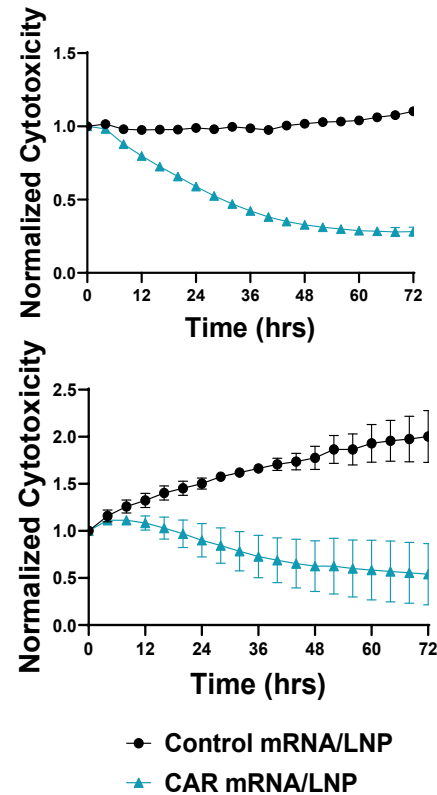 Normalized Cytotoxicity
1.5
1.0
0.5
0.0
0 12 24 36 48 60 72
Time (hrs)
Normalized Cytotoxicity
2.5
2.0
1.5
1.0
0.5
0.0
0 12 24 36 48 60 72
Time (hrs)
Control mRNA/LNP
CAR mRNA/LNP